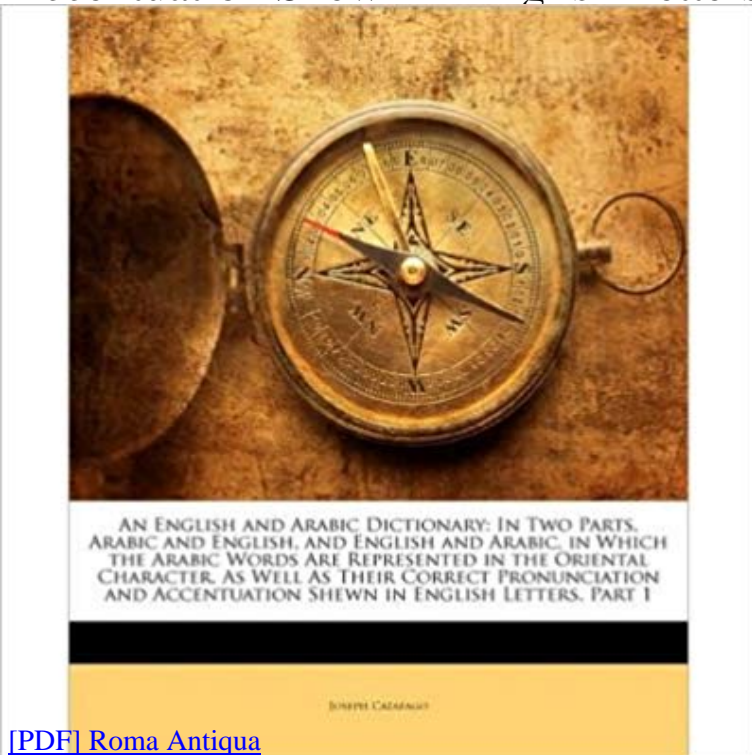 AN ENGLISH AND ARABIC DICTIONARY: IN TWO PARTS,
ARABIC AND ENGLISH, AND ENGLISH AND ARABIC, IN WHICH
THE ARABIC WORDS ARE REPRESENTED IN THE ORIENTAL
CHARACTER, AS WELL AS THEIR CORRECT PRONUNCIATION
AND ACCENTUATION SHEWN IN ENGLISH LETTERS, PART 1
JOSEPH CATAFAGO
[PDF] Roma Antiqua